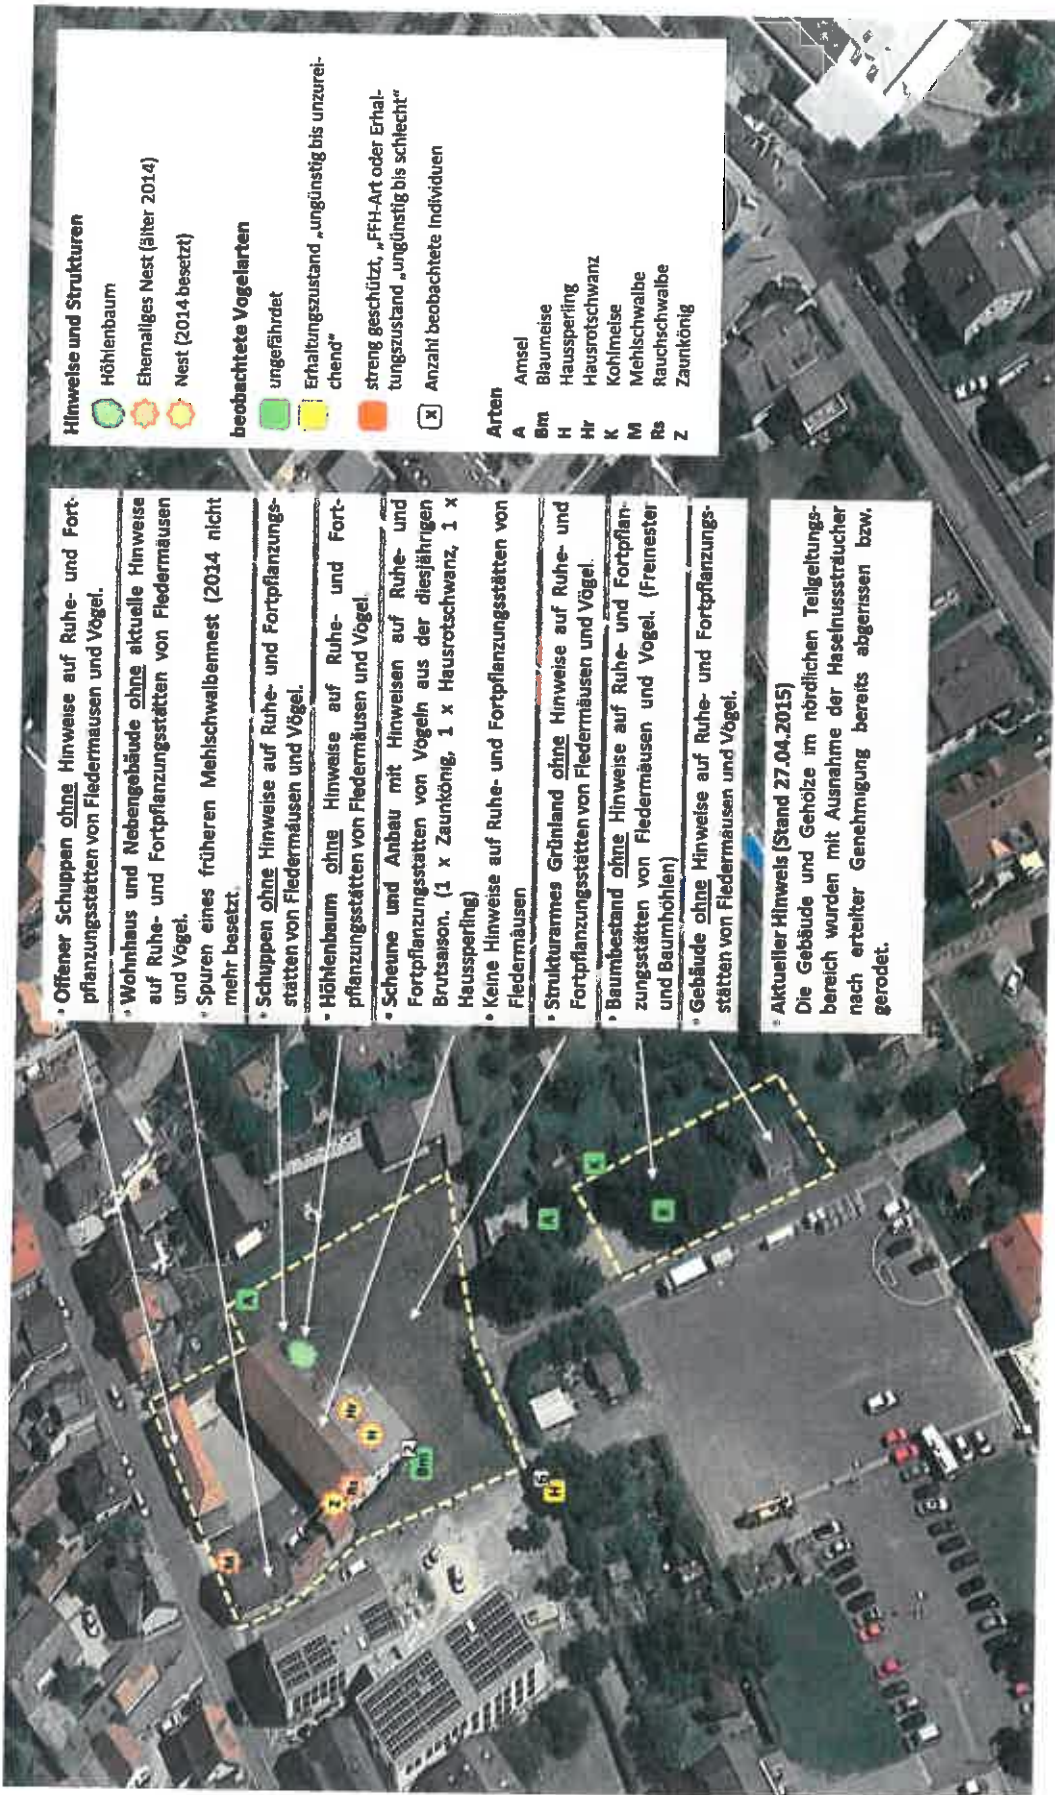 • Offener Schuppen ohne Hinweise auf Ruhe- und Fort-
pflanzungsstätten von Fledermäusen und Vögel.
• Wohnhaus und Nebengebäude ohne aktuelle Hinweise
auf Ruhe- und Fortpflanzungsstätten von Fledermäusen
und Vögel.
• Spuren eines früheren Mehlschwalbennest (2014 nicht
mehr besetzt.
• Schuppen ohne Hinweise auf Ruhe- und Fortpflanzungs-
stätten von Fledermäusen und Vögel.
• Höhlenbaum ohne Hinweise auf Ruhe- und Fort-
pflanzungsstätten von Fledermäusen und Vögel.
• Scheune und Anbau mit Hinweisen auf Ruhe- und
Fortpflanzungsstätten von Vögeln aus der diesjährigen
Brutsaison. (1 x Zaunkönig, 1 x Hausrotschwanz, 1 x
Haussperling)
• Keine Hinweise auf Ruhe- und Fortpflanzungsstätten von
Fledermäusen
• Strukturarmes Grünland ohne Hinweise auf Ruhe- und
Fortpflanzungsstätten von Fledermäusen und Vögel.
• Baumbestand ohne Hinweise auf Ruhe- und Fortpflan-
zungsstätten von Fledermäusen und Vögel. (Freinester
und Baumhöhlen)
• Gebäude ohne Hinweise auf Ruhe- und Fortpflanzungs-
stätten von Fledermäusen und Vögel.
• Aktueller Hinweis (Stand 27.04.2015)
Die Gebäude und Gehölze im nördlichen Teilgeltungs-
bereich wurden mit Ausnahme der Haselnusssträucher
nach erteilter Genehmigung bereits abgerissen bzw.
gerodet.
Hinweise und Strukturen
Höhlenbaum
Ehemaliges Nest (älter 2014)
Nest (2014 besetzt)
beobachtete Vogelarten
ungefährdet
Erhaltungszustand „ungünstig bis unzurei-
chend"
streng geschützt, „FFH-Art oder Erhal-
tungszustand „ungünstig bis schlecht"
x Anzahl beobachtete Individuen
Arten
A Amsel
Bm Blaumeise
H Haussperling
Hr Hausrotschwanz
K Kohlmeise
M Mehlschwalbe
Rs Rauchschwalbe
Z Zaunkönig
M
A
Z
Rs
Hr
H
Bm 2
H 6